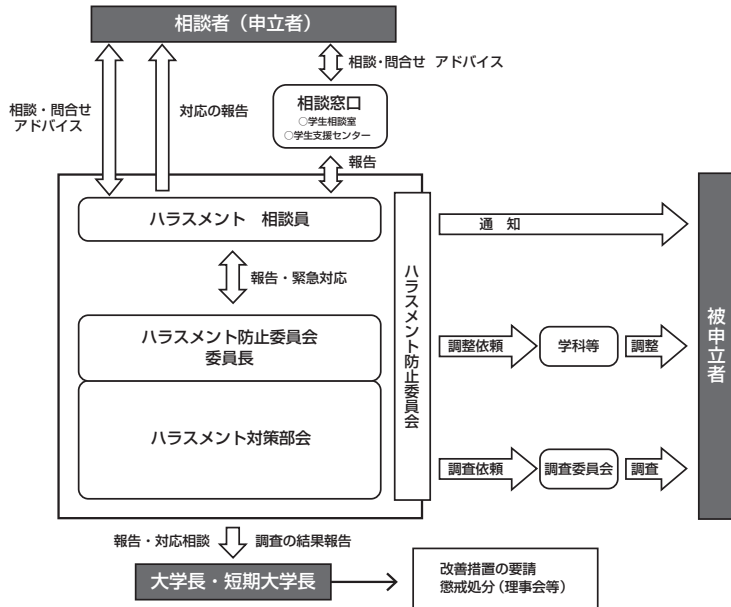 相談者（申立者）
相談・問合せ アドバイス
相談・問合せ
アドバイス
対応の報告
相談窓口
○学生相談室
○学生支援センター
報告
ハラスメント 相談員
報告・緊急対応
ハラスメント防止委員会
委員長
ハラスメント対策部会
ハラスメント防止委員会
通 知
調整依頼
学科等
調整
調査依頼
調査委員会
調査
被申立者
報告・対応相談
調査の結果報告
大学長・短期大学長
改善措置の要請
懲戒処分（理事会等）